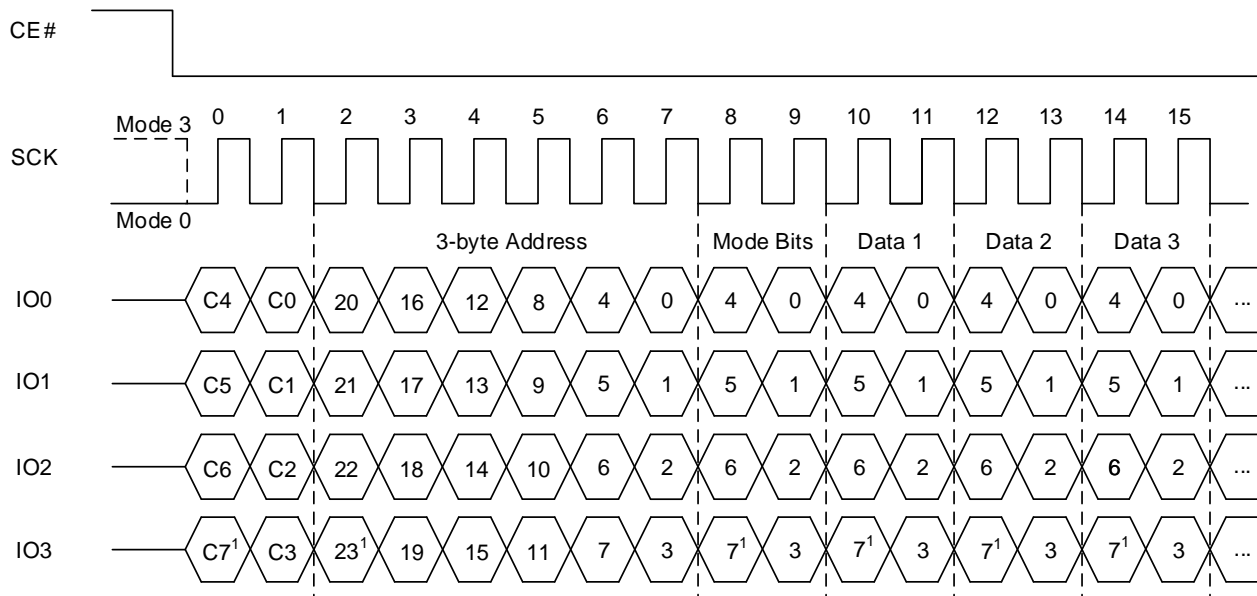 CE#
0 1 2 3 4 5 6 7 8 9 10 11 12 13 14 15
Mode 3
SCK
Mode 0
3-byte Address Mode Bits Data 1 Data 2 Data 3
IO0 C4 C0 20 16 12 8 4 0 4 0 4 0 4 0 4 0 ...
IO1 C5 C1 21 17 13 9 5 1 5 1 5 1 5 1 5 1 ...
IO2 C6 C2 22 18 14 10 6 2 6 2 6 2 6 2 6 2 ...
IO3 C7¹ C3 23¹ 19 15 11 7 3 7¹ 3 7¹ 3 7¹ 3 7¹ 3 ...